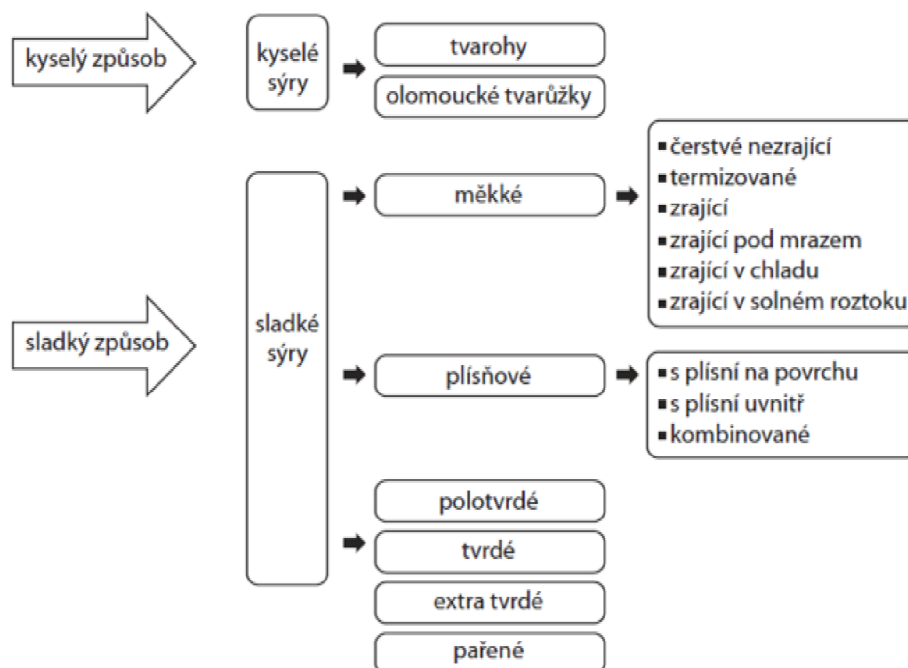 kyselý způsob
kyselé
sýry
tvarohy
olomoucké tvarůžky
sladký způsob
sladké
sýry
měkké
čerstvé nezrající
termizované
zrající
zrající pod mrazem
zrající v chladu
zrající v solném roztoku
plísňové
s plísní na povrchu
s plísní uvnitř
kombinované
polotvrdé
tvrdé
extra tvrdé
pařené